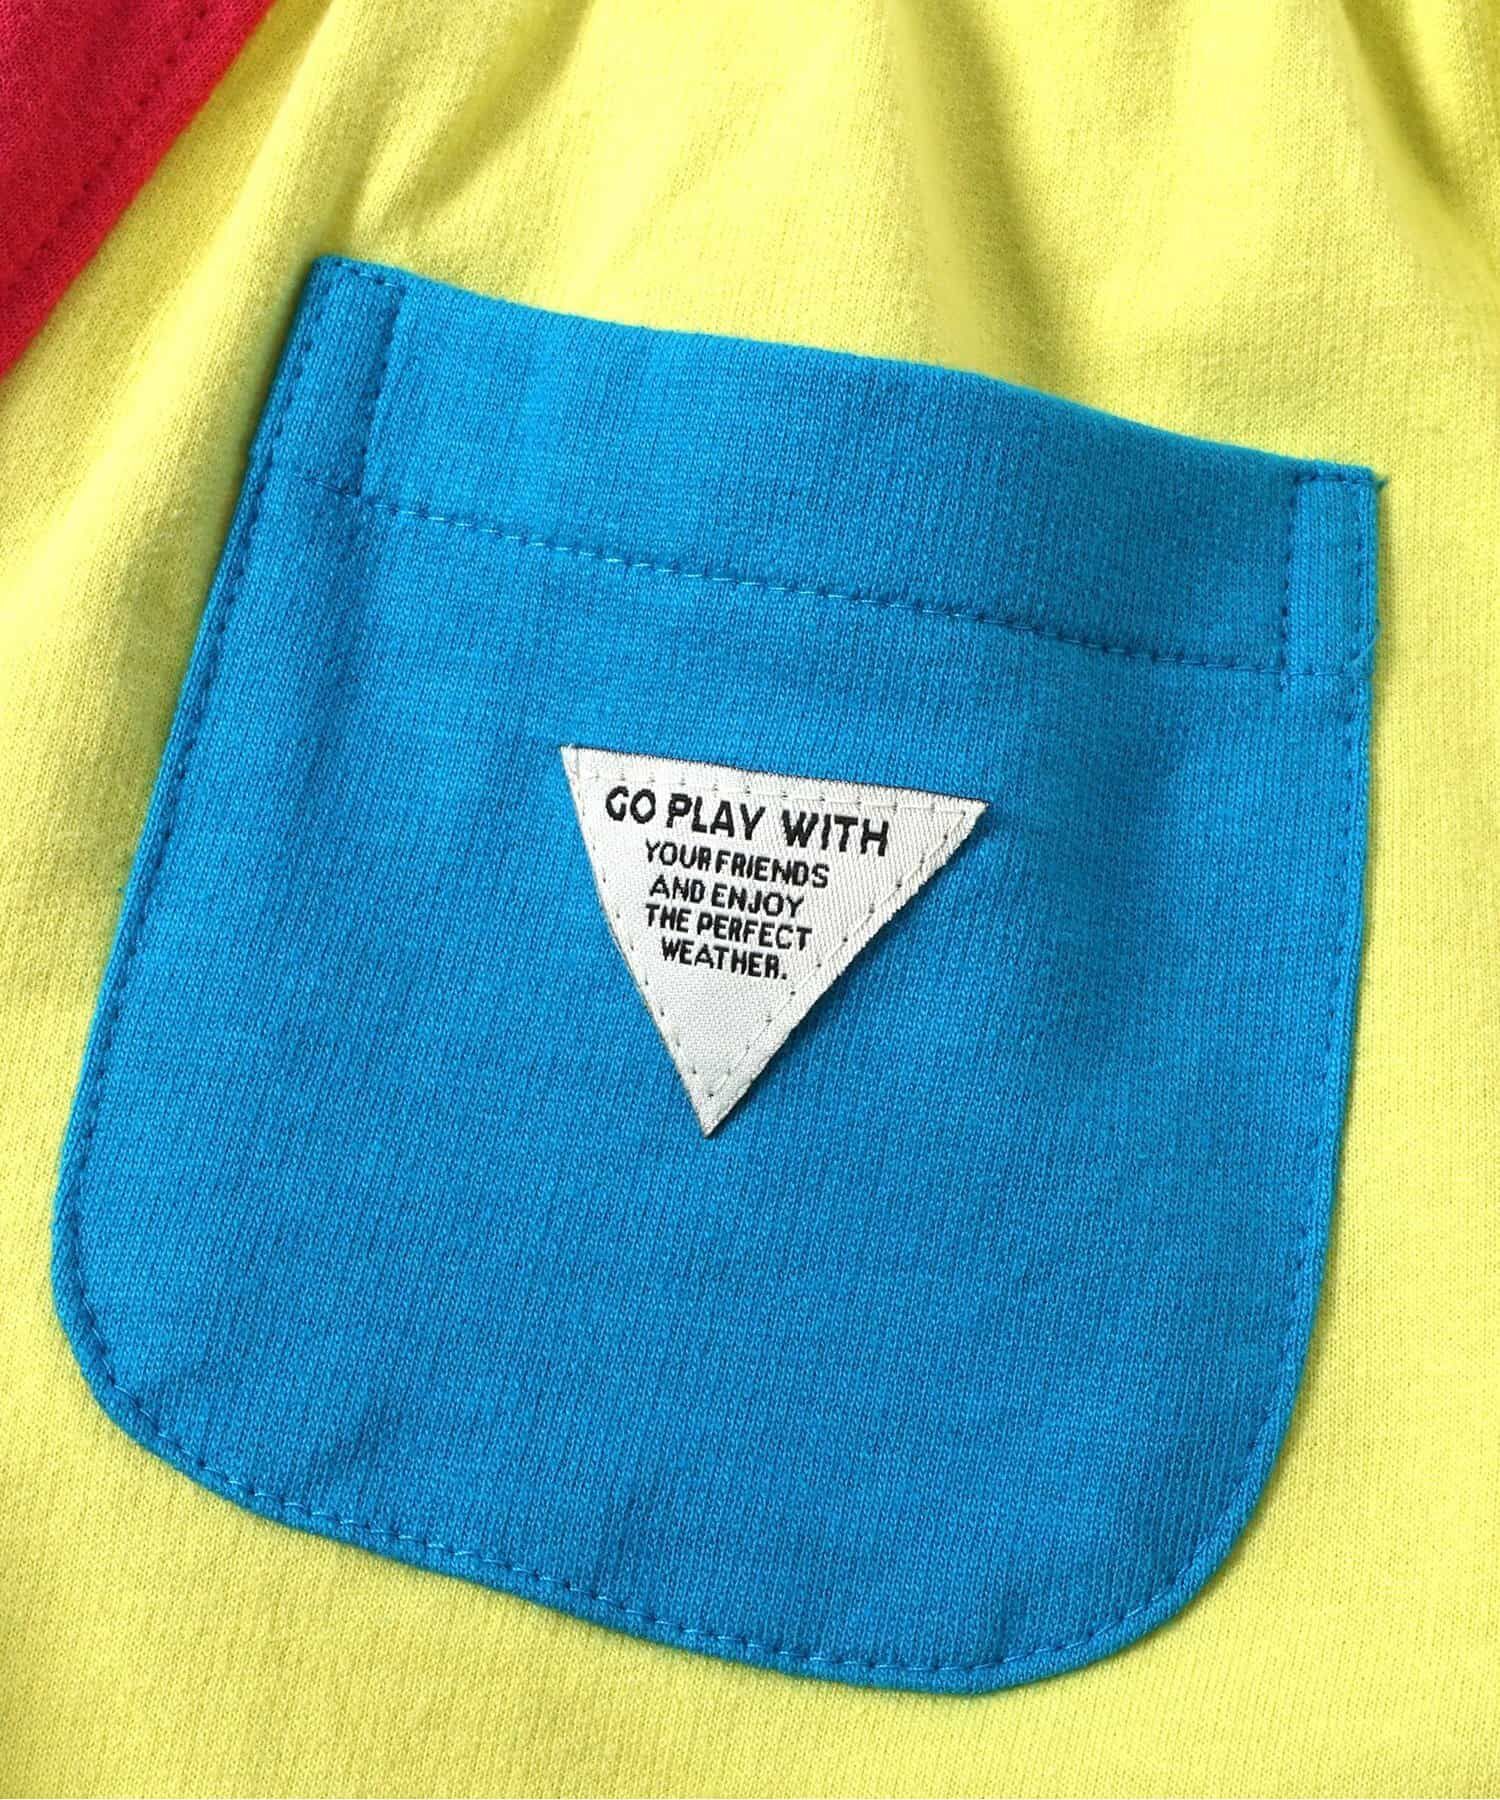 GO PLAY WITH
YOUR FRIENDS
AND ENJOY
THE PERFECT
WEATHER.